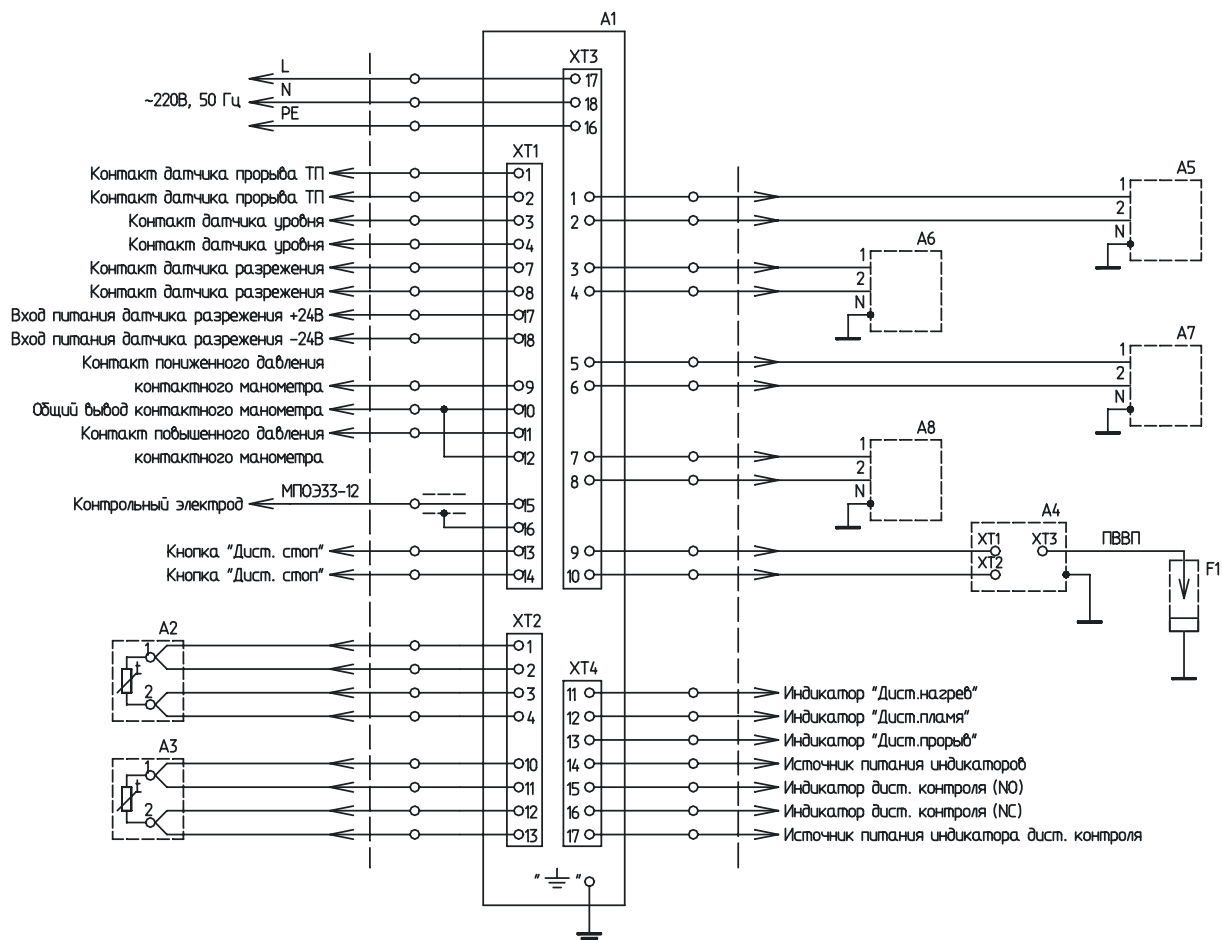 A1
XT3
L
17
~220В, 50 Гц
N
18
PE
16
XT1
Контакт датчика прорыва ТП
1
Контакт датчика прорыва ТП
2
Контакт датчика уровня
3
Контакт датчика уровня
4
Контакт датчика разрежения
7
Контакт датчика разрежения
8
Вход питания датчика разрежения +24В
17
Вход питания датчика разрежения -24В
18
Контакт пониженного давления
контактного манометра
9
Общий вывод контактного манометра
10
Контакт повышенного давления
11
контактного манометра
12
Контрольный электрод
МПОЭ33-12
15
16
Кнопка "Дист. стоп"
13
Кнопка "Дист. стоп"
14
1
2
3
4
5
6
7
8
9
10
A5
1
2
N
A6
1
2
N
A7
1
2
N
A8
1
2
N
A4
XT1
XT3
XT2
ПВВП
F1
XT2
1
2
3
4
10
11
12
13
A2
1
t
2
A3
1
t
2
XT4
11
Индикатор "Дист.нагрев"
12
Индикатор "Дист.пламя"
13
Индикатор "Дист.прорыв"
14
Источник питания индикаторов
15
Индикатор дист. контроля (NO)
16
Индикатор дист. контроля (NC)
17
Источник питания индикатора дист. контроля
" "